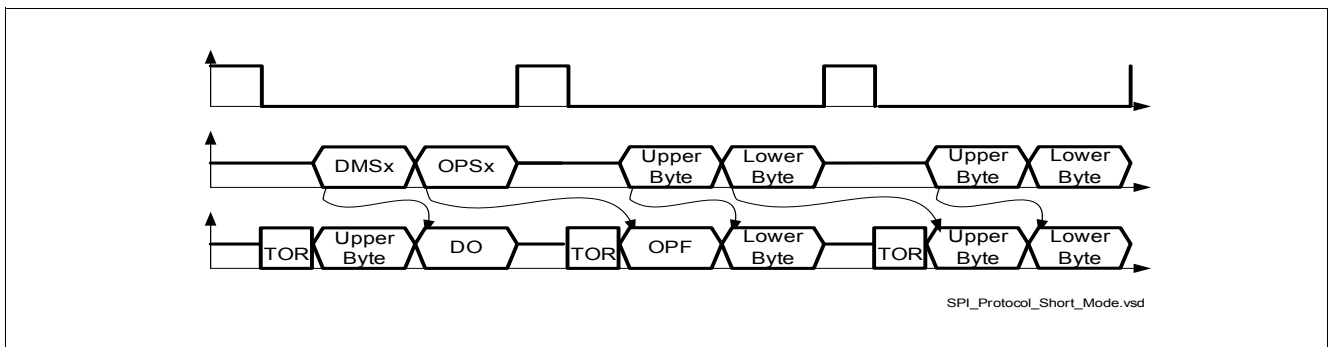 DMSx OPSx Upper Byte Lower Byte Upper Byte Lower Byte
TOR Upper Byte DO TOR OPF Lower Byte TOR Upper Byte Lower Byte
SPI_Protocol_Short_Mode.vsd